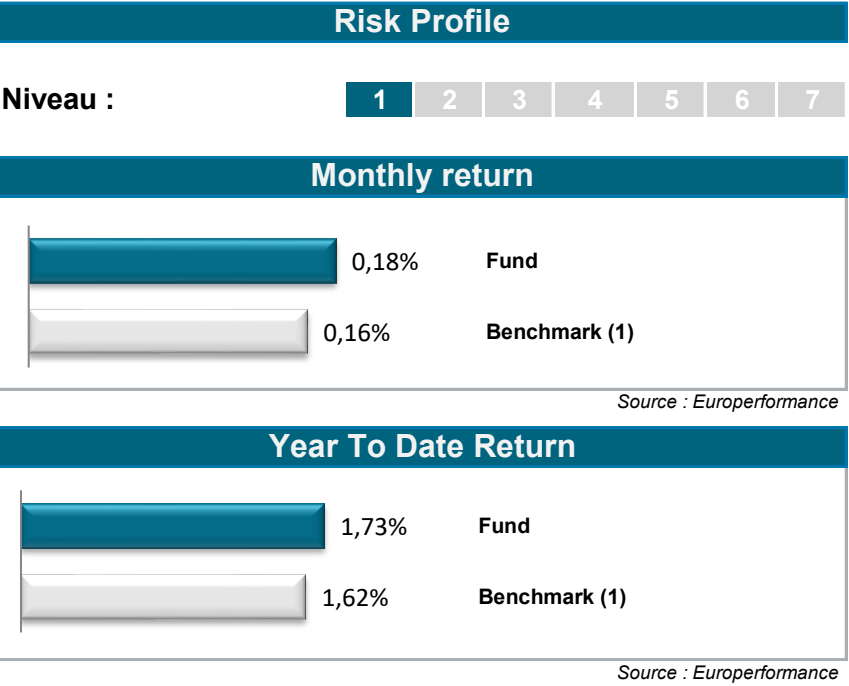 Risk Profile
Niveau : 1 2 3 4 5 6 7
Monthly return
0,18% Fund
0,16% Benchmark (1)
Source : Europerformance
Year To Date Return
1,73% Fund
1,62% Benchmark (1)
Source : Europerformance